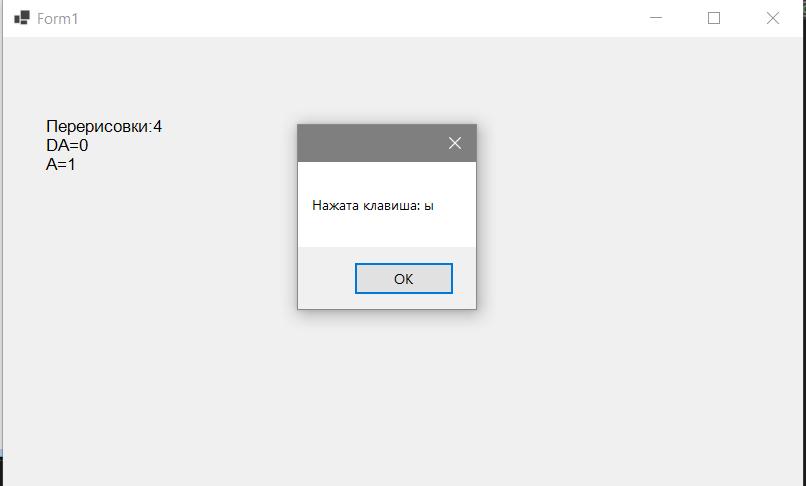 Form1
Перерисовки:4
DA=0
A=1
Нажата клавиша: ы
OK